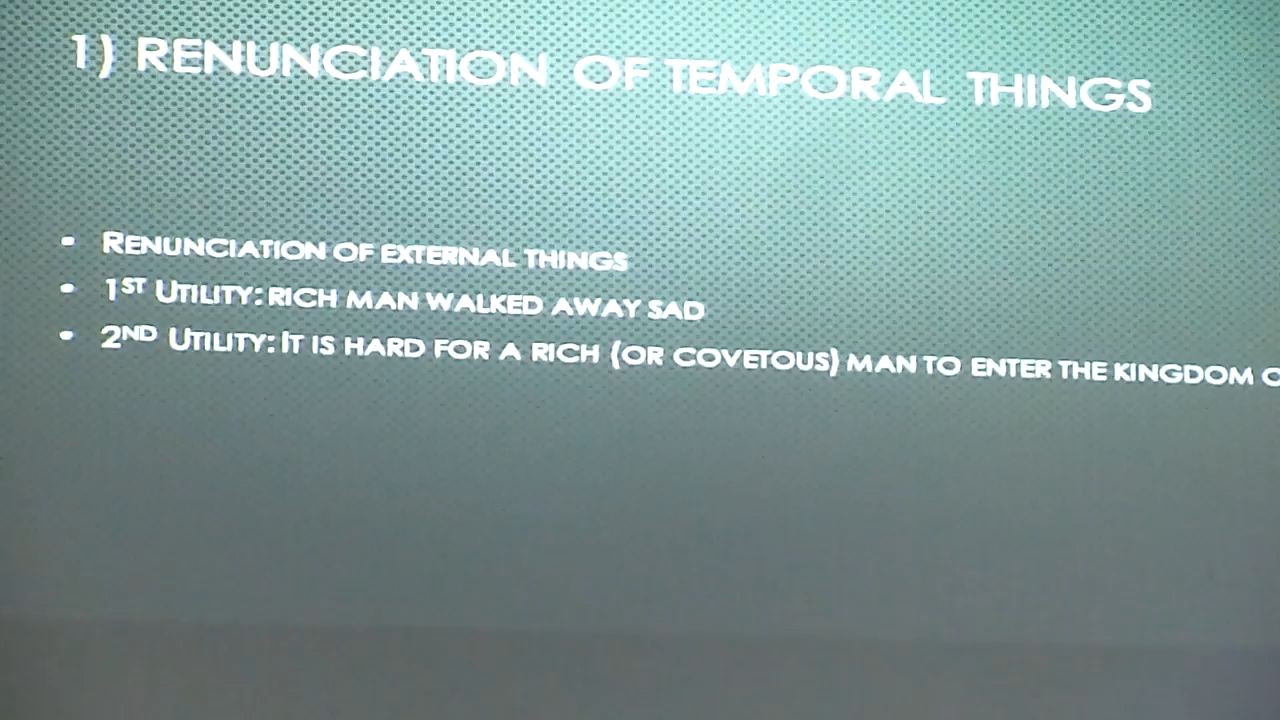 1) RENUNCIATION OF TEMPORAL THINGS
• RENUNCIATION OF EXTERNAL THINGS
• 1ST UTILITY: RICH MAN WALKED AWAY SAD
• 2ND UTILITY: IT IS HARD FOR A RICH (OR COVETOUS) MAN TO ENTER THE KINGDOM